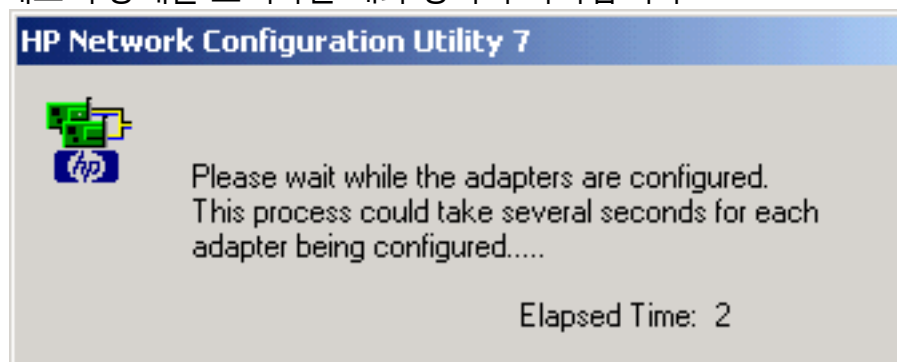 HP Network Configuration Utility 7
hp
Please wait while the adapters are configured.
This process could take several seconds for each
adapter being configured.....
Elapsed Time: 2